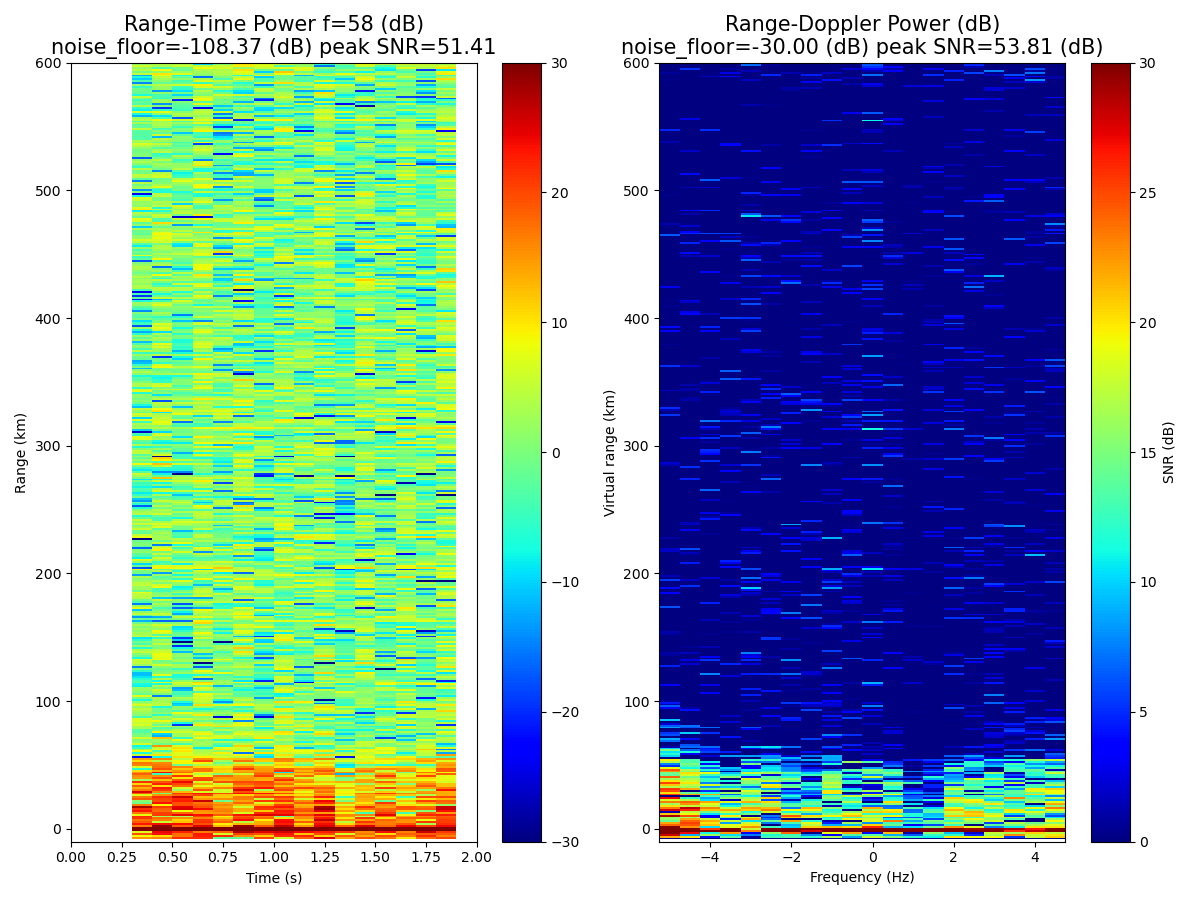 Range-Time Power f=58 (dB)
noise_floor=-108.37 (dB) peak SNR=51.41
Range-Doppler Power (dB)
noise_floor=-30.00 (dB) peak SNR=53.81 (dB)
600
500
400
300
200
100
0
Range (km)
0.00 0.25 0.50 0.75 1.00 1.25 1.50 1.75 2.00
Time (s)
30
20
10
0
−10
−20
−30
600
500
400
300
200
100
0
Virtual range (km)
−4 −2 0 2 4
Frequency (Hz)
30
25
20
15
10
5
0
SNR (dB)